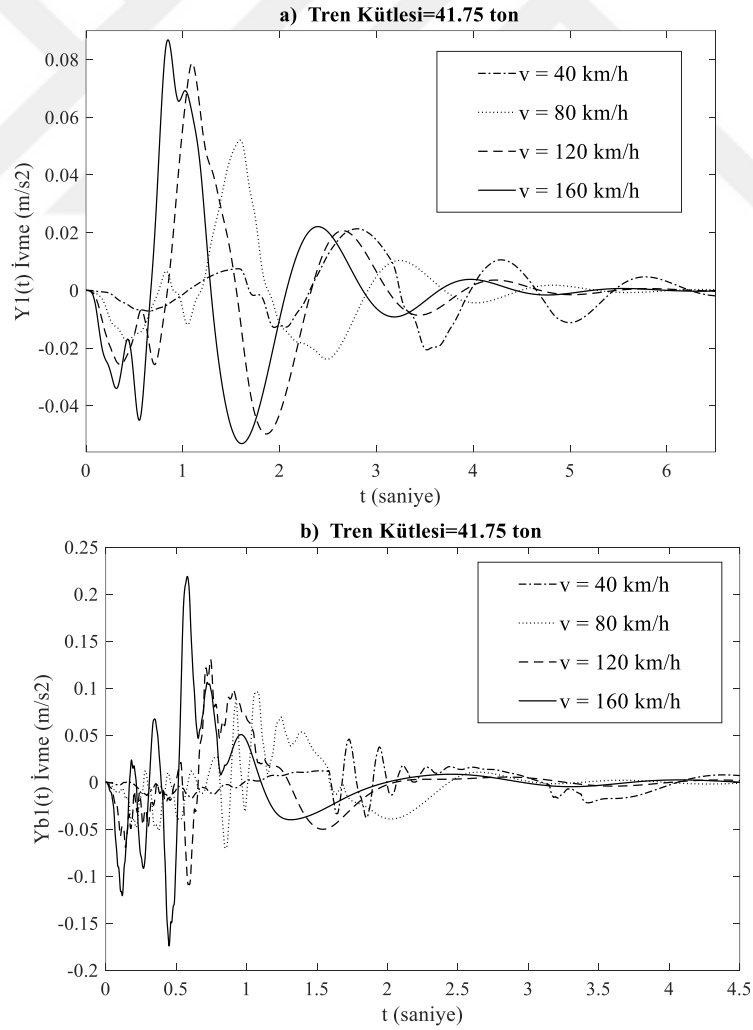 a) Tren Kütlesi=41.75 ton
0.08
0.06
0.04
0.02
0
-0.02
-0.04
Y1(t) İvme (m/s2)
v = 40 km/h
v = 80 km/h
v = 120 km/h
v = 160 km/h
0 1 2 3 4 5 6
t (saniye)
b) Tren Kütlesi=41.75 ton
0.25
0.2
0.15
0.1
0.05
0
-0.05
-0.1
-0.15
-0.2
Yb1(t) İvme (m/s2)
v = 40 km/h
v = 80 km/h
v = 120 km/h
v = 160 km/h
0 0.5 1 1.5 2 2.5 3 3.5 4 4.5
t (saniye)